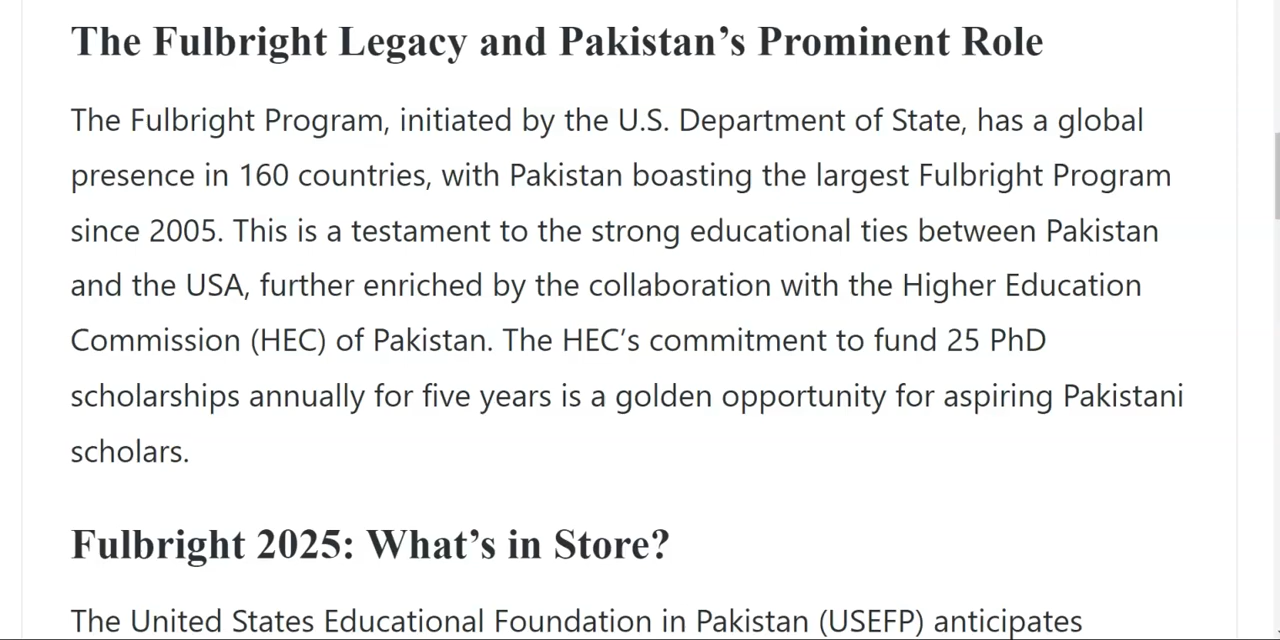 The Fulbright Legacy and Pakistan’s Prominent Role
The Fulbright Program, initiated by the U.S. Department of State, has a global
presence in 160 countries, with Pakistan boasting the largest Fulbright Program
since 2005. This is a testament to the strong educational ties between Pakistan
and the USA, further enriched by the collaboration with the Higher Education
Commission (HEC) of Pakistan. The HEC’s commitment to fund 25 PhD
scholarships annually for five years is a golden opportunity for aspiring Pakistani
scholars.
Fulbright 2025: What’s in Store?
The United States Educational Foundation in Pakistan (USEFP) anticipates